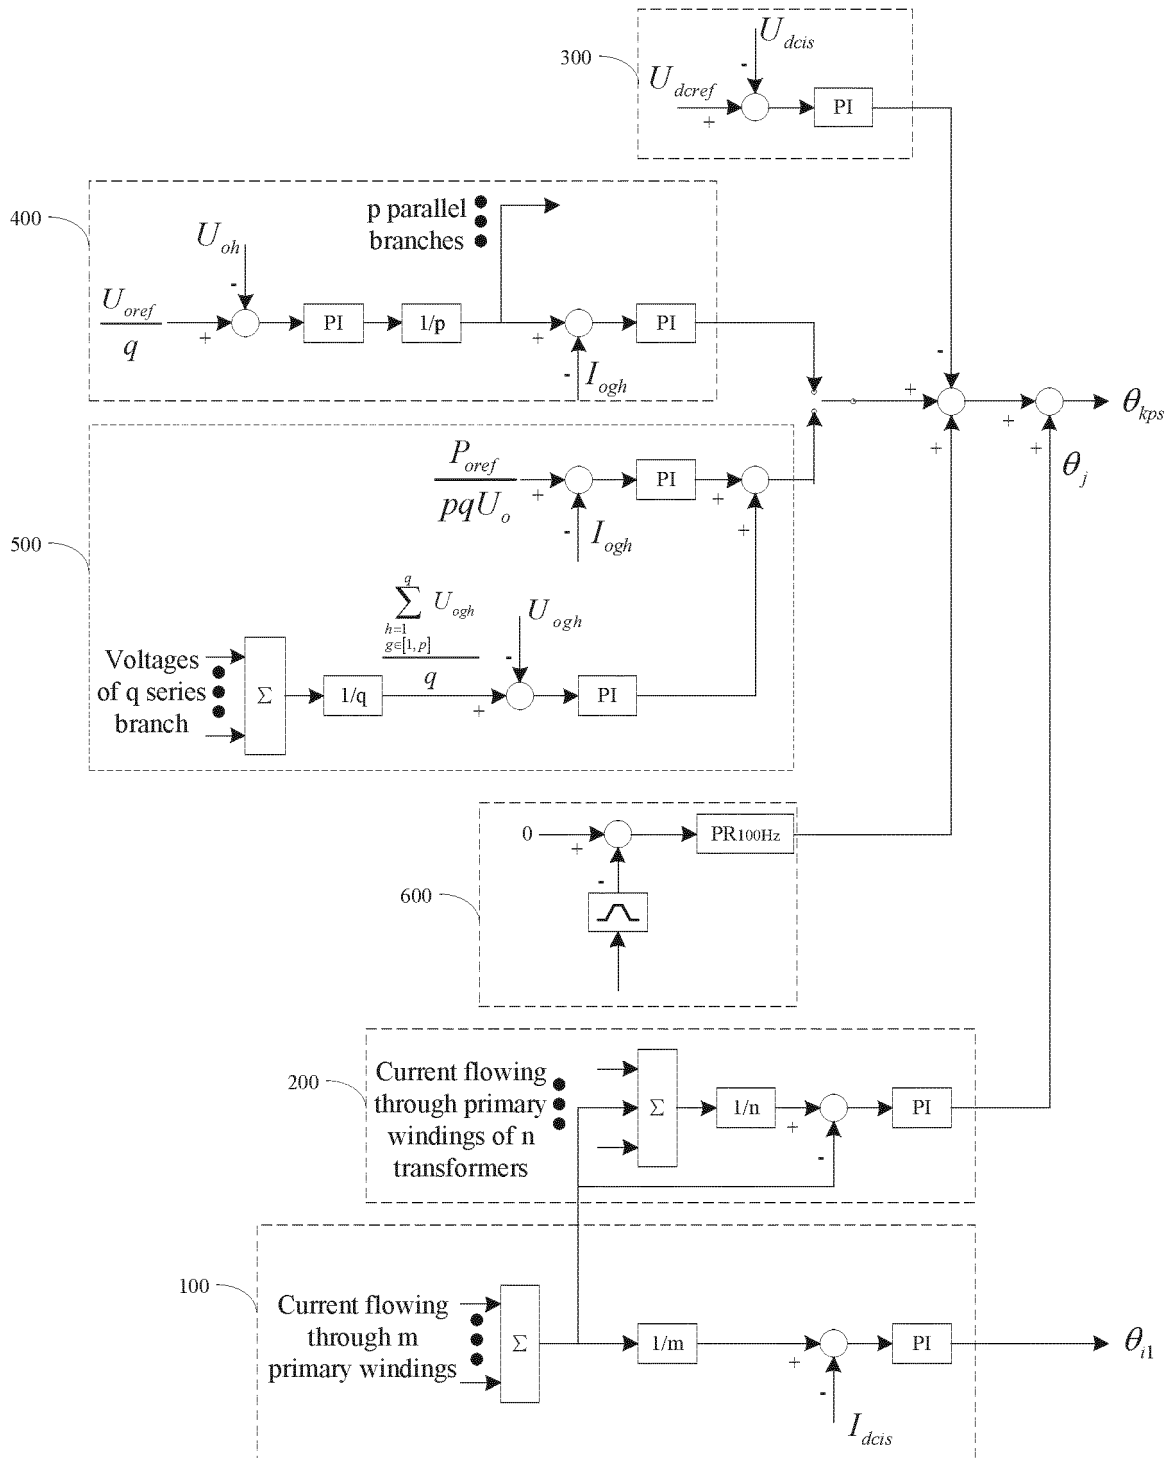 300
U_dcis
-
U_dcref
+
PI
400
p parallel
branches
U_oh
-
U_oref
q
+
PI
1/p
+
PI
-
I_ogh
-
+
+
+
+
θ_kps
θ_j
500
P_oref
pqU_o
+
PI
+
-
I_ogh
+
q
∑ U_ogh
h=1
g∈[1, p]
q
U_ogh
-
Voltages
of q series
branch
Σ
1/q
+
PI
600
0
+
PR100Hz
-
200
Current flowing
through primary
windings of n
transformers
Σ
1/n
+
PI
-
100
Current flowing
through m
primary windings
Σ
1/m
+
PI
θ_i1
-
I_dcis